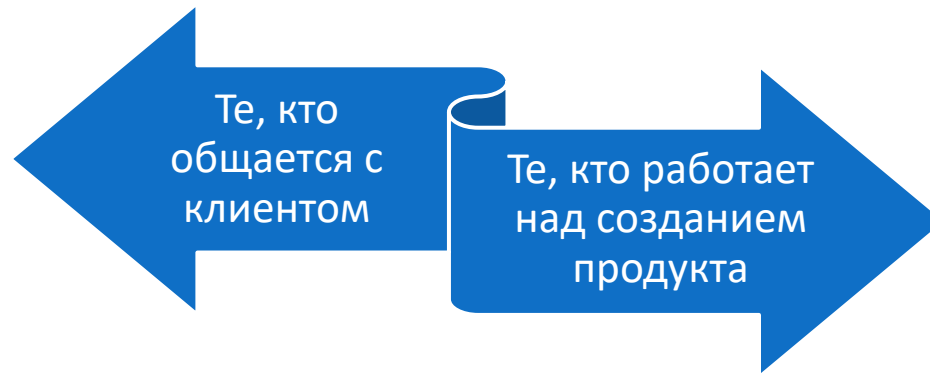 Те, кто
общается с
клиентом
Те, кто работает
над созданием
продукта